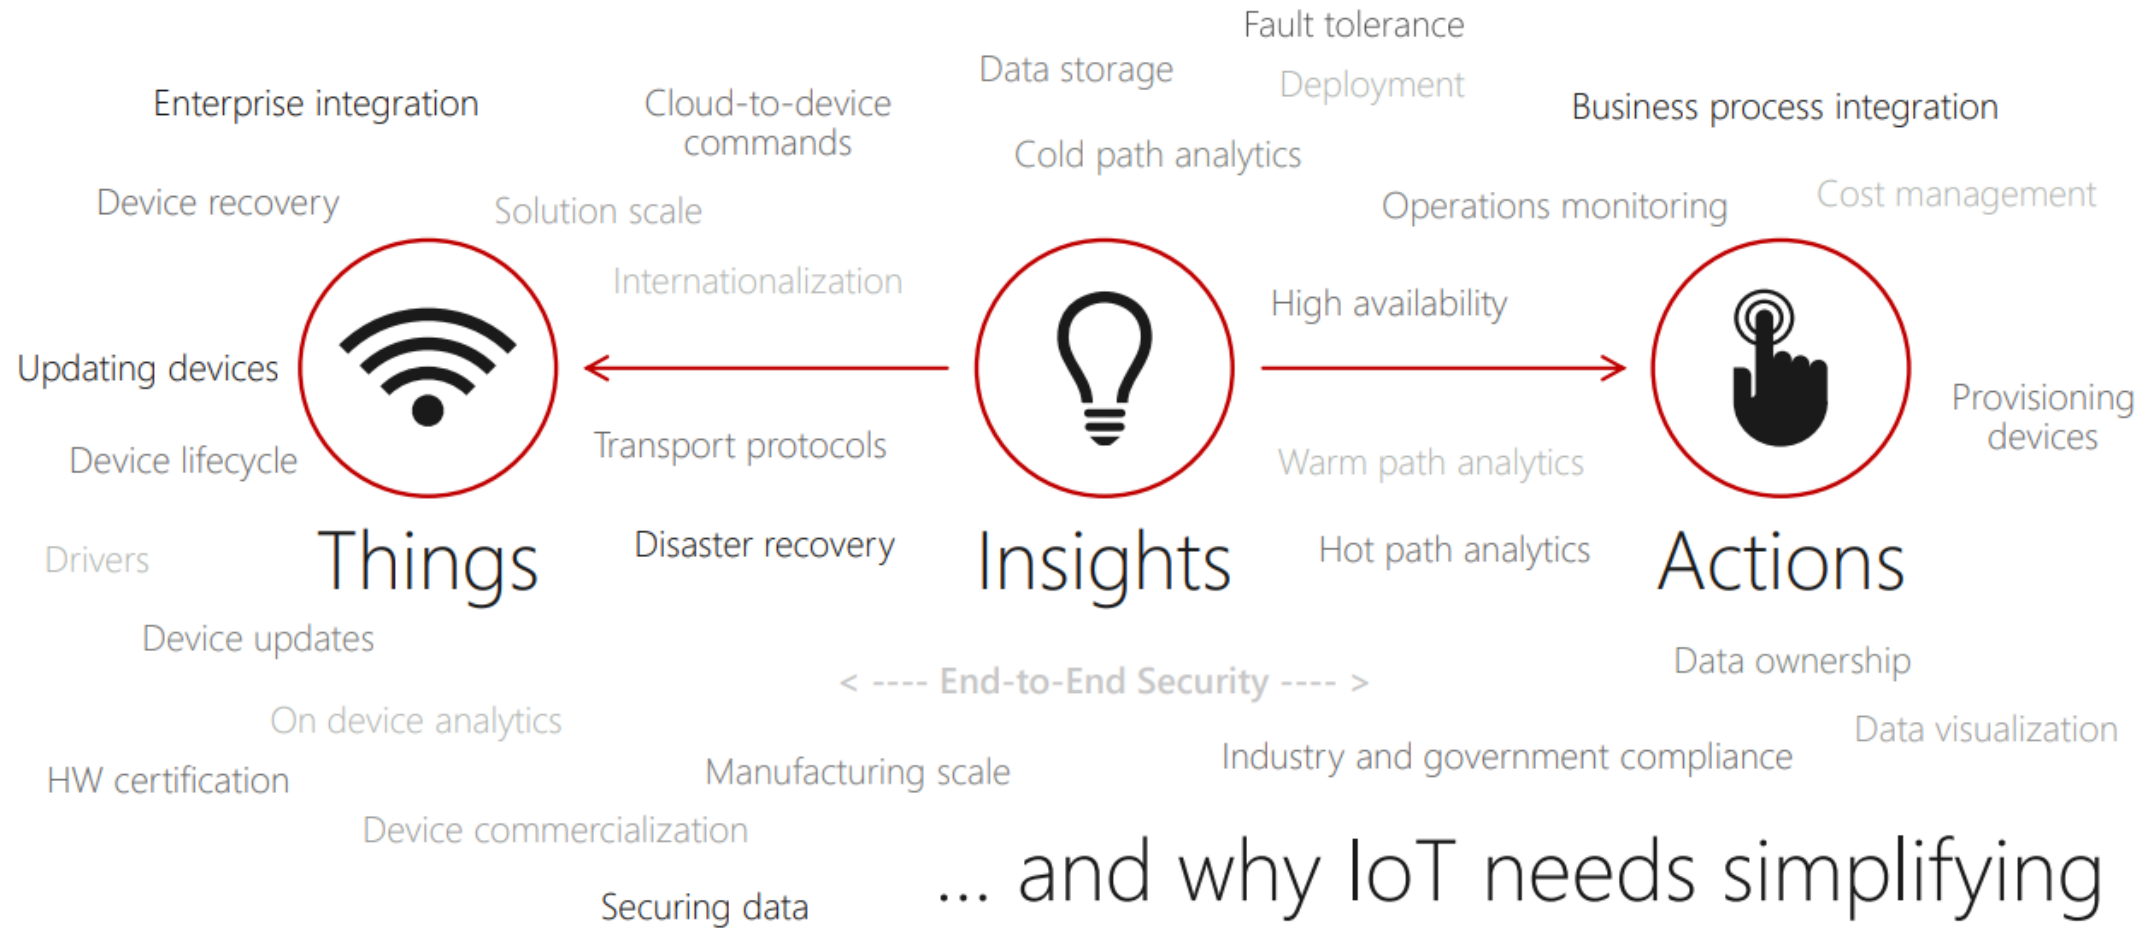 Fault tolerance
Data storage
Deployment
Enterprise integration
Cloud-to-device
commands
Business process integration
Cold path analytics
Device recovery
Solution scale
Operations monitoring
Cost management
Internationalization
High availability
Updating devices
Provisioning
devices
Device lifecycle
Transport protocols
Warm path analytics
Drivers
Things
Disaster recovery
Insights
Hot path analytics
Actions
Device updates
< ---- End-to-End Security ---- >
Data ownership
On device analytics
Data visualization
HW certification
Manufacturing scale
Industry and government compliance
Device commercialization
... and why IoT needs simplifying
Securing data